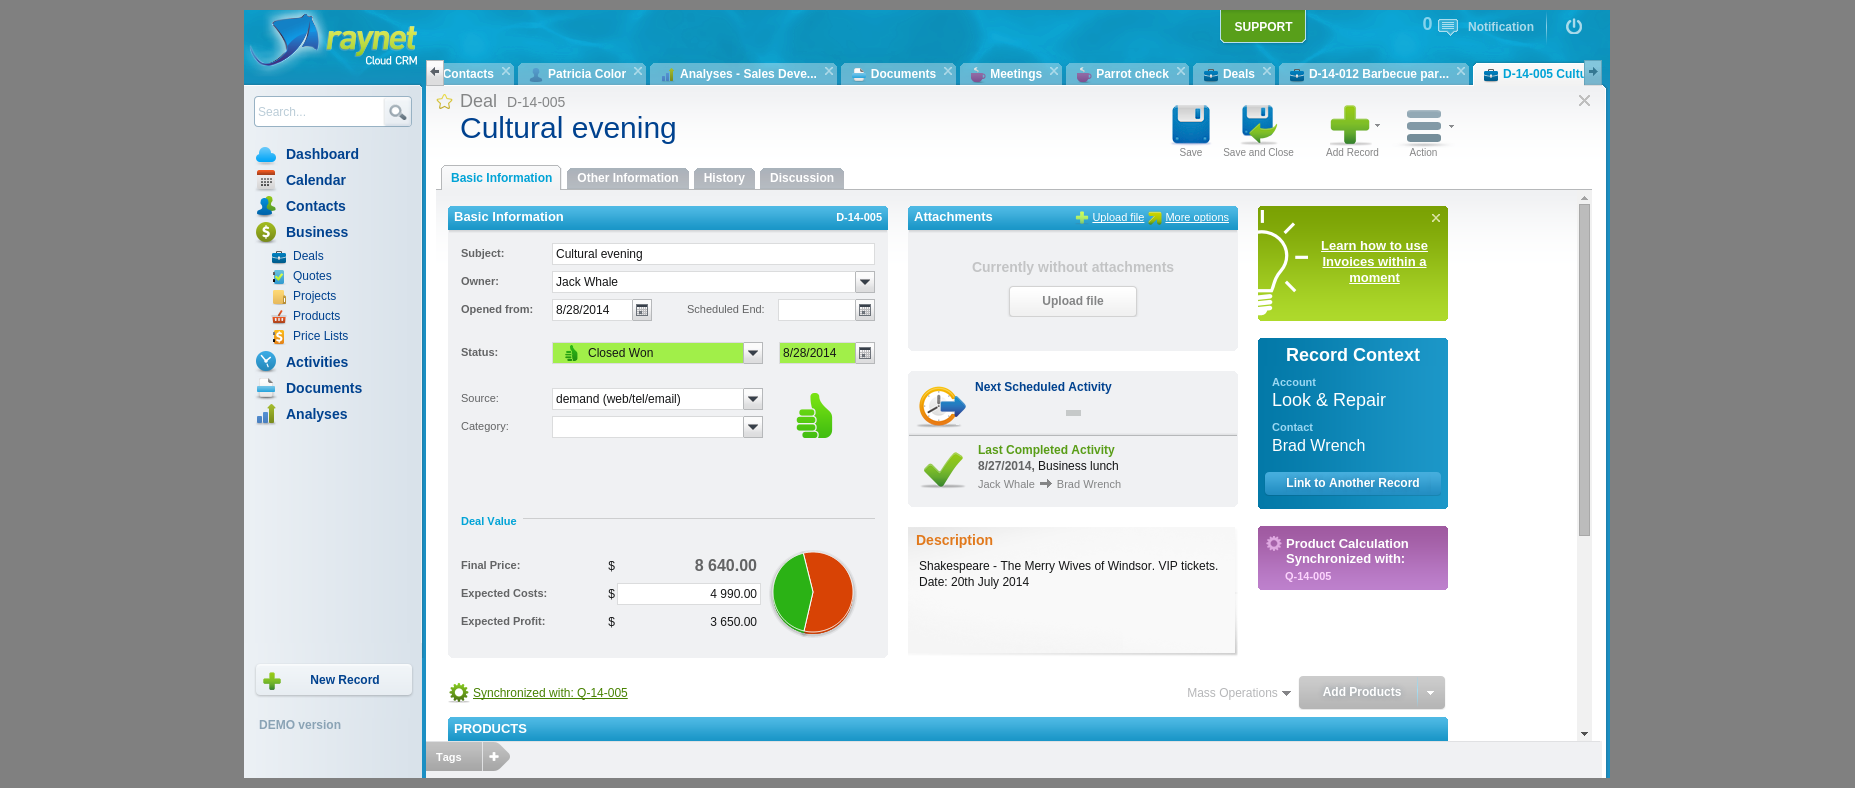 raynet
Cloud CRM
SUPPORT
0 Notification
Contacts
Patricia Color
Analyses - Sales Deve...
Documents
Meetings
Parrot check
Deals
D-14-012 Barbecue par...
D-14-005 Cultu
Search...
Dashboard
Calendar
Contacts
Business
Deals
Quotes
Projects
Products
Price Lists
Activities
Documents
Analyses
New Record
DEMO version
Deal D-14-005
Cultural evening
Save
Save and Close
Add Record
Action
Basic Information
Other Information
History
Discussion
Basic Information D-14-005
Subject: Cultural evening
Owner: Jack Whale
Opened from: 8/28/2014 Scheduled End:
Status: Closed Won 8/28/2014
Source: demand (web/tel/email)
Category:
Deal Value
Final Price: $ 8 640.00
Expected Costs: $ 4 990.00
Expected Profit: $ 3 650.00
Attachments Upload file More options
Currently without attachments
Upload file
Next Scheduled Activity
Last Completed Activity
8/27/2014, Business lunch
Jack Whale Brad Wrench
Description
Shakespeare - The Merry Wives of Windsor. VIP tickets.
Date: 20th July 2014
Learn how to use
Invoices within a
moment
Record Context
Account
Look & Repair
Contact
Brad Wrench
Link to Another Record
Product Calculation
Synchronized with:
Q-14-005
Synchronized with: Q-14-005
Mass Operations
Add Products
PRODUCTS
Tags